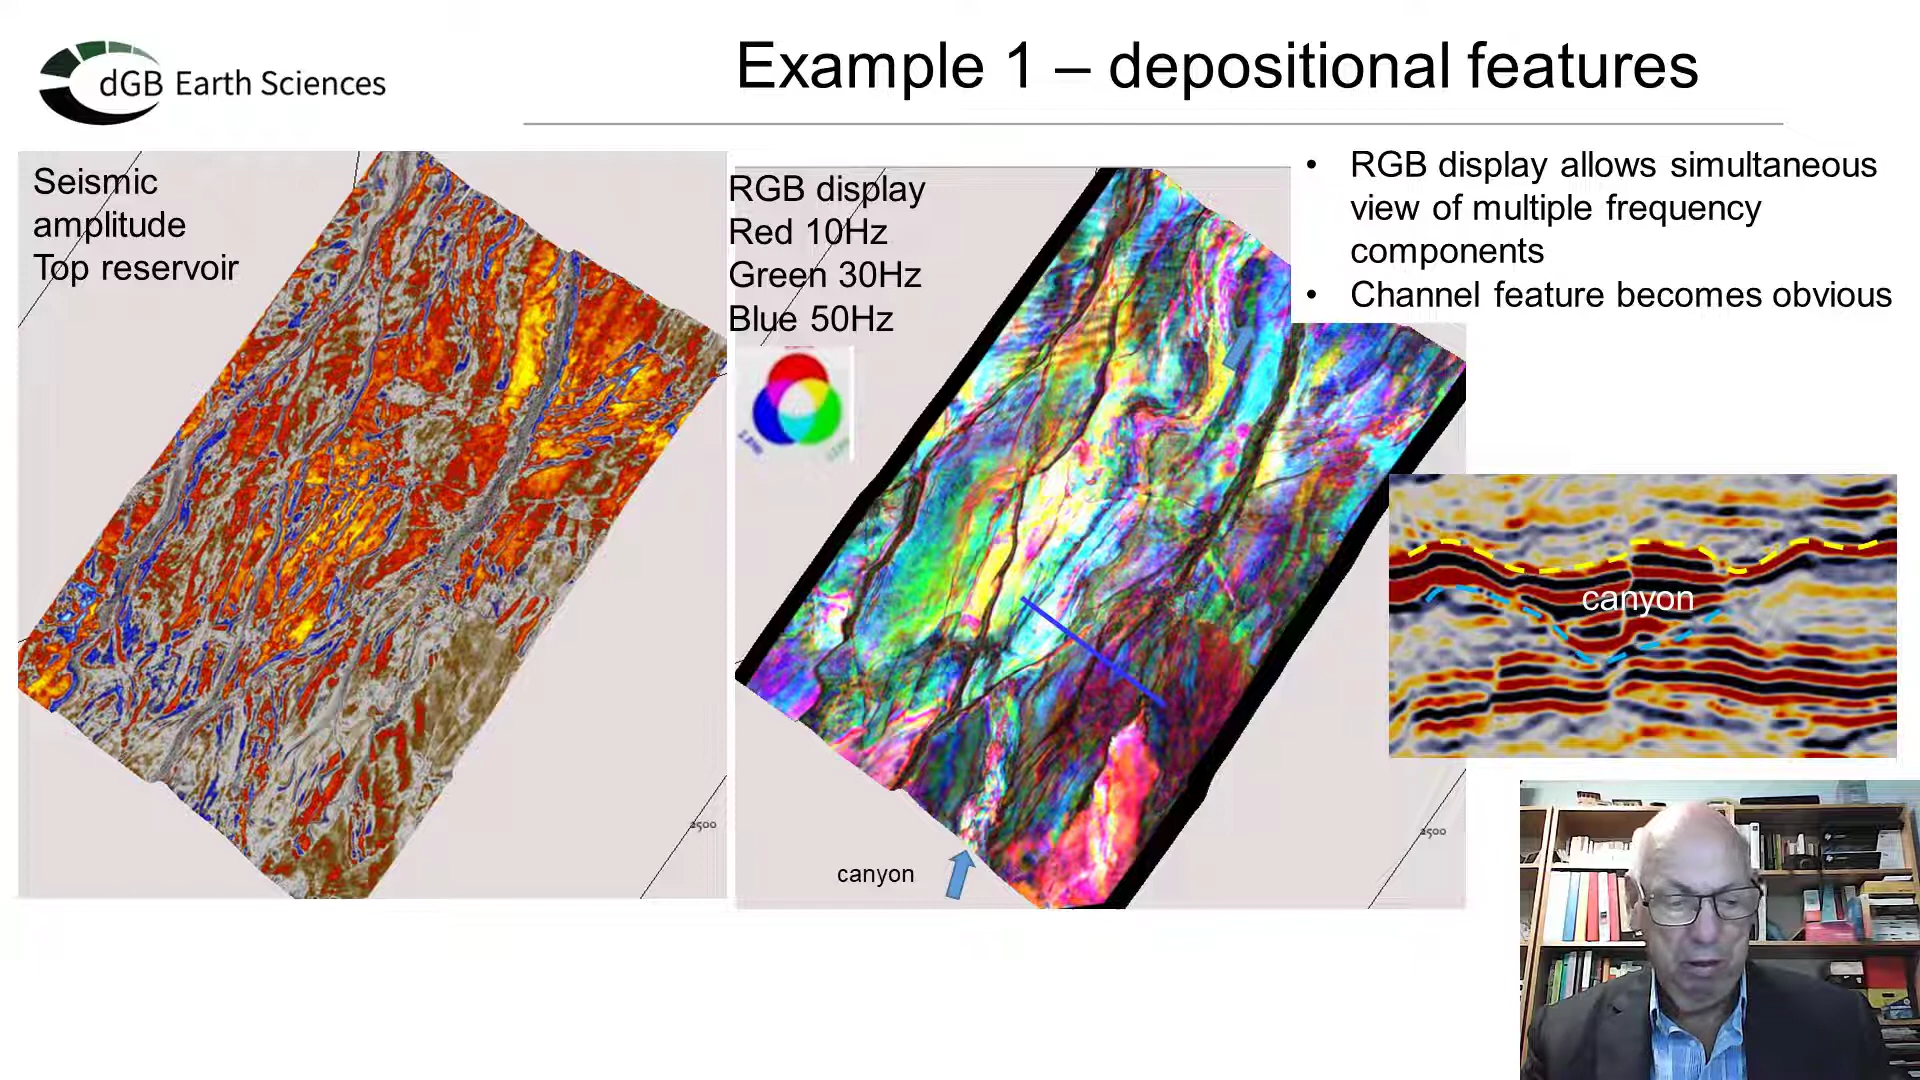 dGB Earth Sciences
Example 1 – depositional features
Seismic
amplitude
Top reservoir
RGB display
Red 10Hz
Green 30Hz
Blue 50Hz
• RGB display allows simultaneous
view of multiple frequency
components
• Channel feature becomes obvious
canyon
2500
2500
canyon